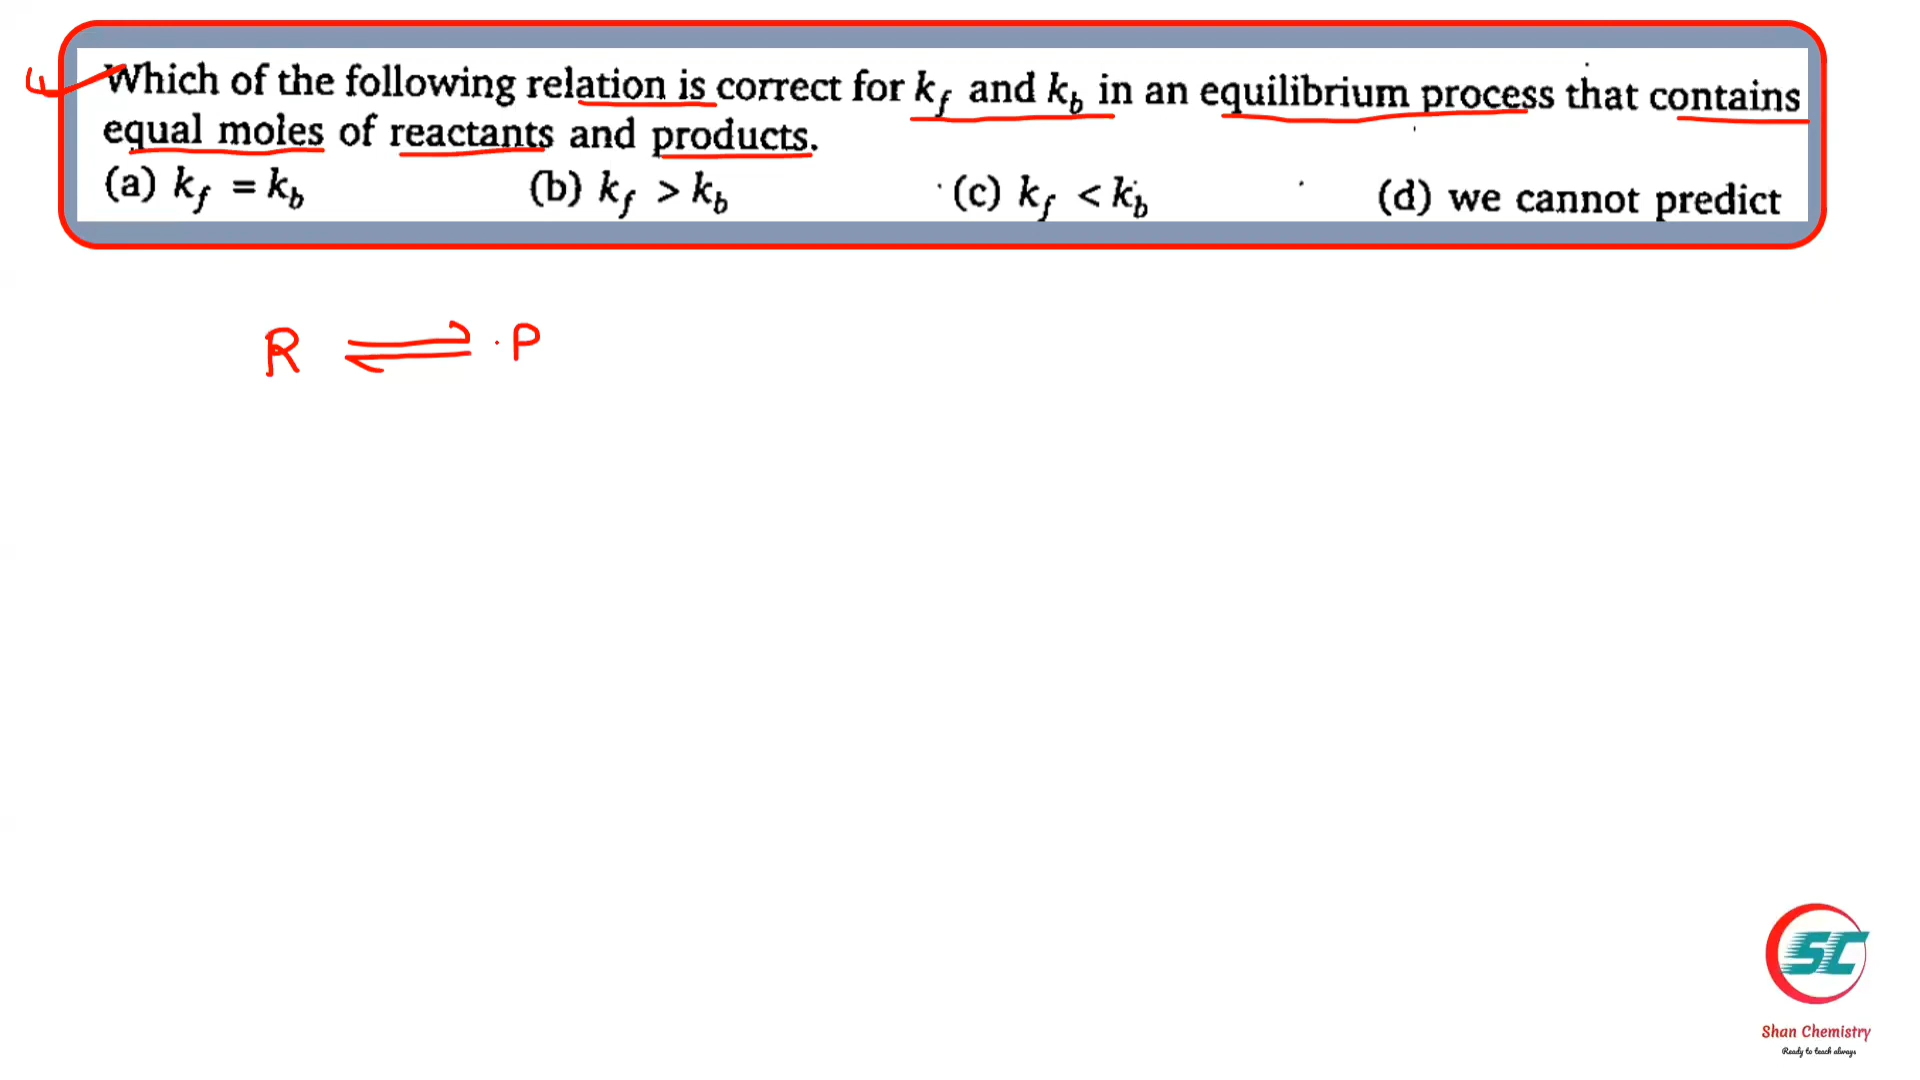 Which of the following relation is correct for k_f and k_b in an equilibrium process that contains
equal moles of reactants and products.
(a) k_f = k_b (b) k_f > k_b (c) k_f < k_b (d) we cannot predict
R ⇌ P
SC
Shan Chemistry
Ready to teach always